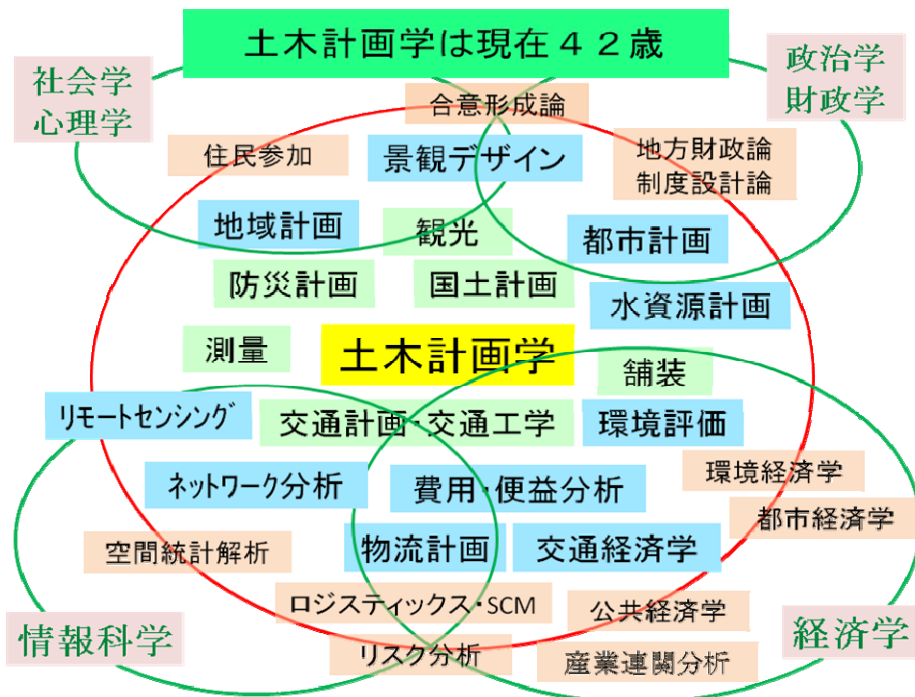 土木計画学は現在４２歳
社会学
心理学
政治学
財政学
合意形成論
住民参加
景観デザイン
地方財政論
制度設計論
地域計画
観光
都市計画
防災計画
国土計画
水資源計画
測量
土木計画学
舗装
リモートセンシング
交通計画・交通工学
環境評価
ネットワーク分析
費用・便益分析
環境経済学
都市経済学
空間統計解析
物流計画
交通経済学
ロジスティックス・SCM
公共経済学
情報科学
リスク分析
産業連関分析
経済学